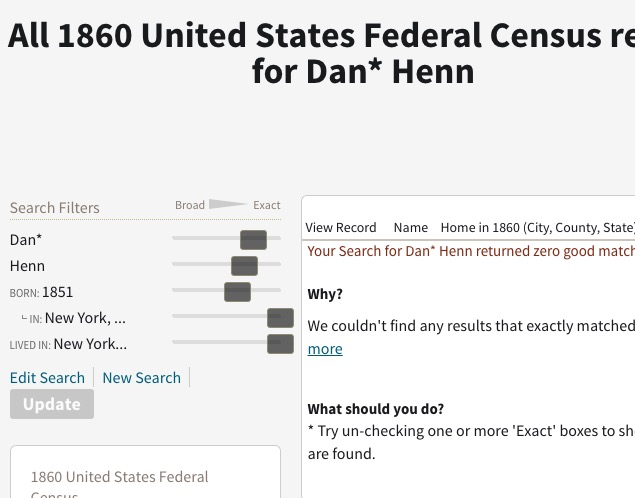 All 1860 United States Federal Census re
for Dan* Henn
Search Filters
Broad Exact
Dan*
Henn
BORN: 1851
IN: New York, ...
LIVED IN: New York...
Edit Search New Search
Update
1860 United States Federal
Census
View Record Name Home in 1860 (City, County, State)
Your Search for Dan* Henn returned zero good match
Why?
We couldn't find any results that exactly matched
more
What should you do?
* Try un-checking one or more 'Exact' boxes to sh
are found.